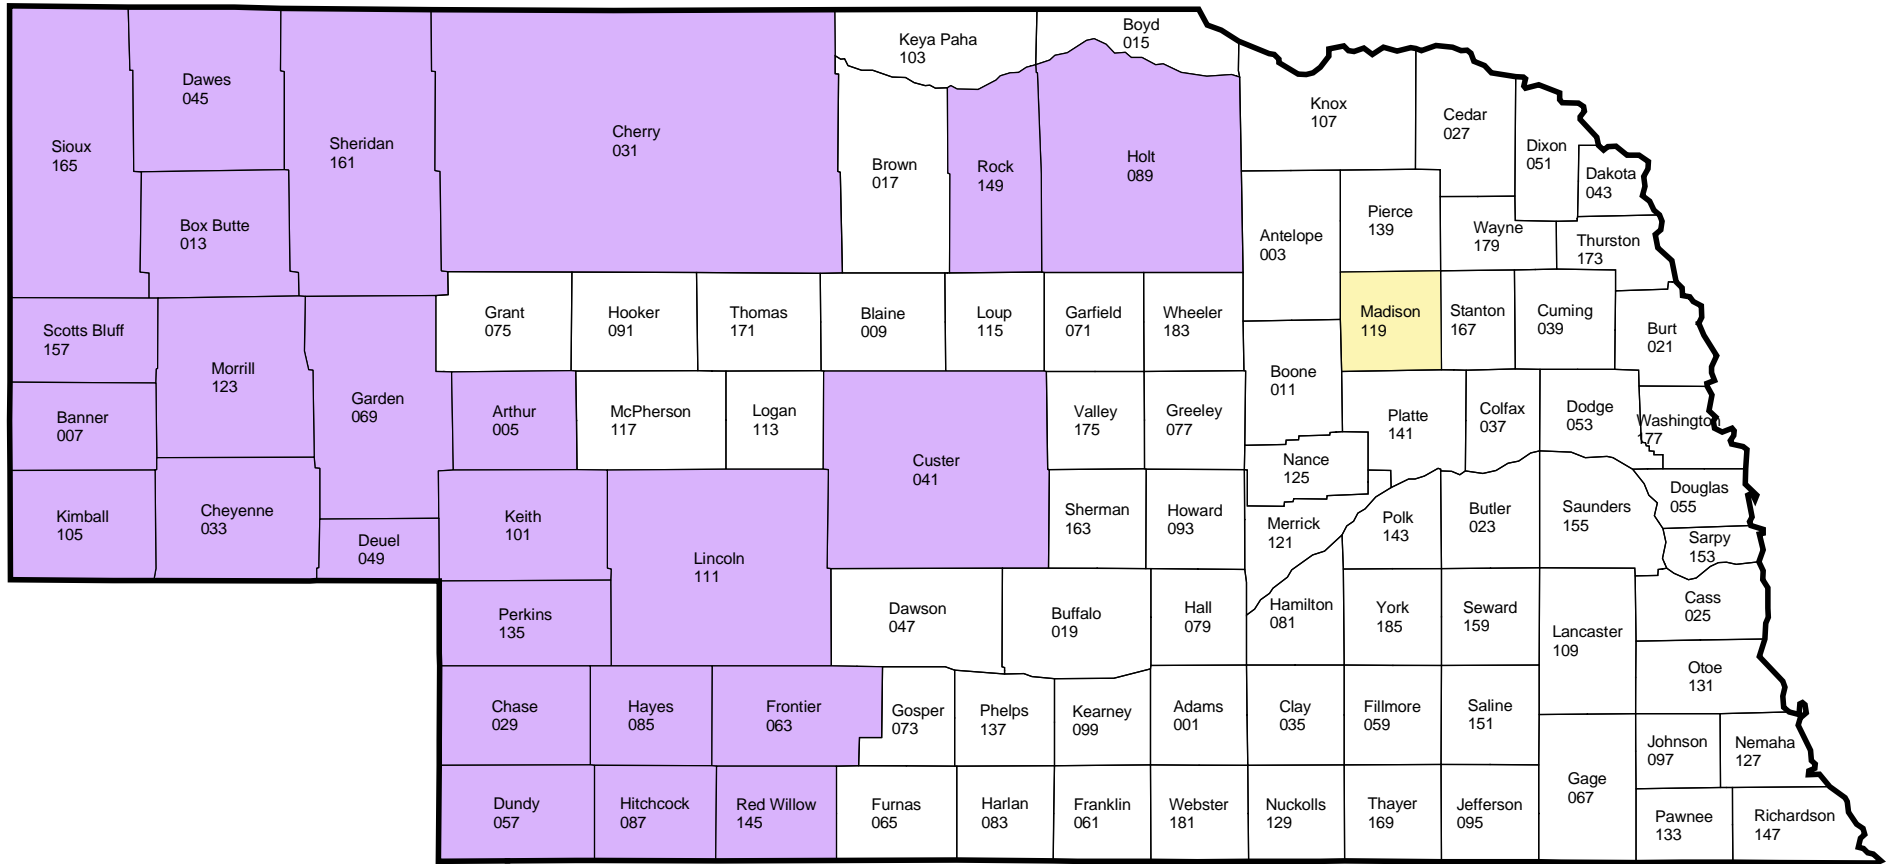 Boyd
015
Keya Paha
103
Dawes
045
Knox
107
Cedar
027
Cherry
031
Sheridan
161
Sioux
165
Dixon
051
Holt
089
Brown
017
Rock
149
Dakota
043
Pierce
139
Box Butte
013
Wayne
179
Antelope
003
Thurston
173
Grant
075
Hooker
091
Thomas
171
Blaine
009
Loup
115
Garfield
071
Wheeler
183
Madison
119
Stanton
167
Cuming
039
Scotts Bluff
157
Burt
021
Morrill
123
Boone
011
Garden
069
Banner
007
Arthur
005
McPherson
117
Logan
113
Valley
175
Greeley
077
Platte
141
Colfax
037
Dodge
053
Washington
177
Custer
041
Nance
125
Douglas
055
Kimball
105
Cheyenne
033
Keith
101
Sherman
163
Howard
093
Merrick
121
Polk
143
Butler
023
Saunders
155
Deuel
049
Sarpy
153
Lincoln
111
Perkins
135
Dawson
047
Buffalo
019
Hall
079
Hamilton
081
York
185
Seward
159
Cass
025
Lancaster
109
Otoe
131
Chase
029
Hayes
085
Frontier
063
Gosper
073
Phelps
137
Kearney
099
Adams
001
Clay
035
Fillmore
059
Saline
151
Johnson
097
Nemaha
127
Gage
067
Dundy
057
Hitchcock
087
Red Willow
145
Furnas
065
Harlan
083
Franklin
061
Webster
181
Nuckolls
129
Thayer
169
Jefferson
095
Pawnee
133
Richardson
147